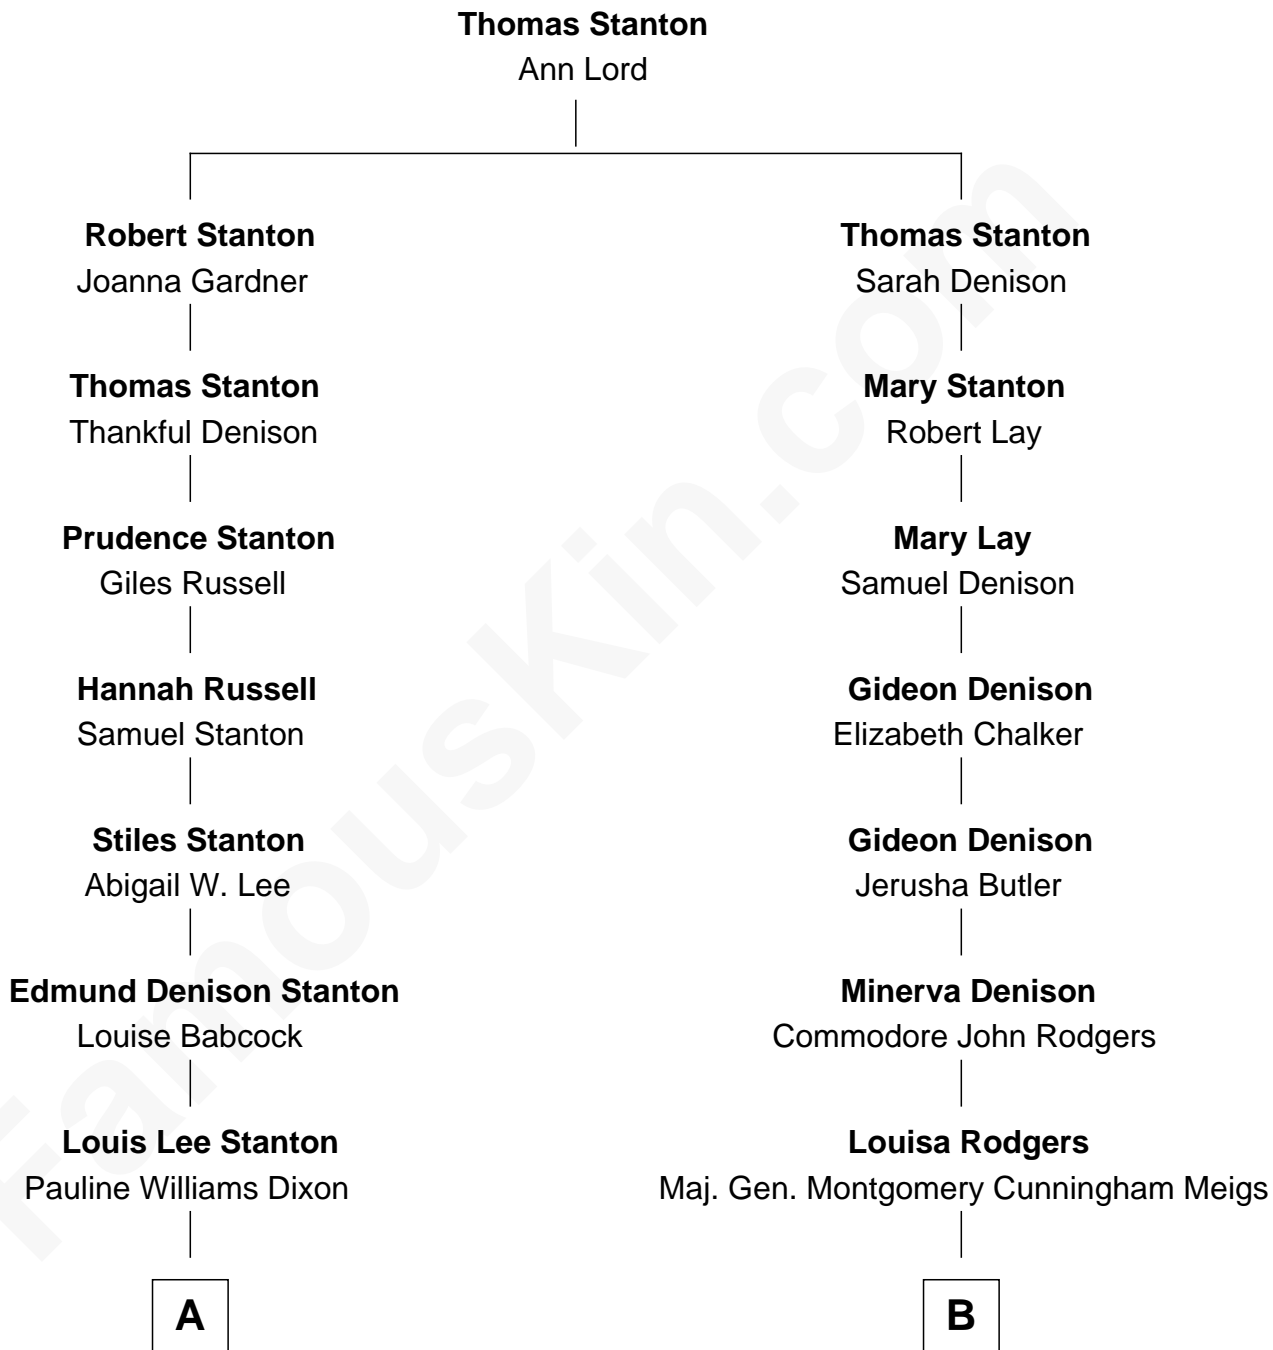 Thomas Stanton
Ann Lord
Robert Stanton
Joanna Gardner
Thomas Stanton
Sarah Denison
Thomas Stanton
Thankful Denison
Mary Stanton
Robert Lay
Prudence Stanton
Giles Russell
Mary Lay
Samuel Denison
Hannah Russell
Samuel Stanton
Gideon Denison
Elizabeth Chalker
Stiles Stanton
Abigail W. Lee
Gideon Denison
Jerusha Butler
Edmund Denison Stanton
Louise Babcock
Minerva Denison
Commodore John Rodgers
Louis Lee Stanton
Pauline Williams Dixon
Louisa Rodgers
Maj. Gen. Montgomery Cunningham Meigs
A
B
FamousKin.com